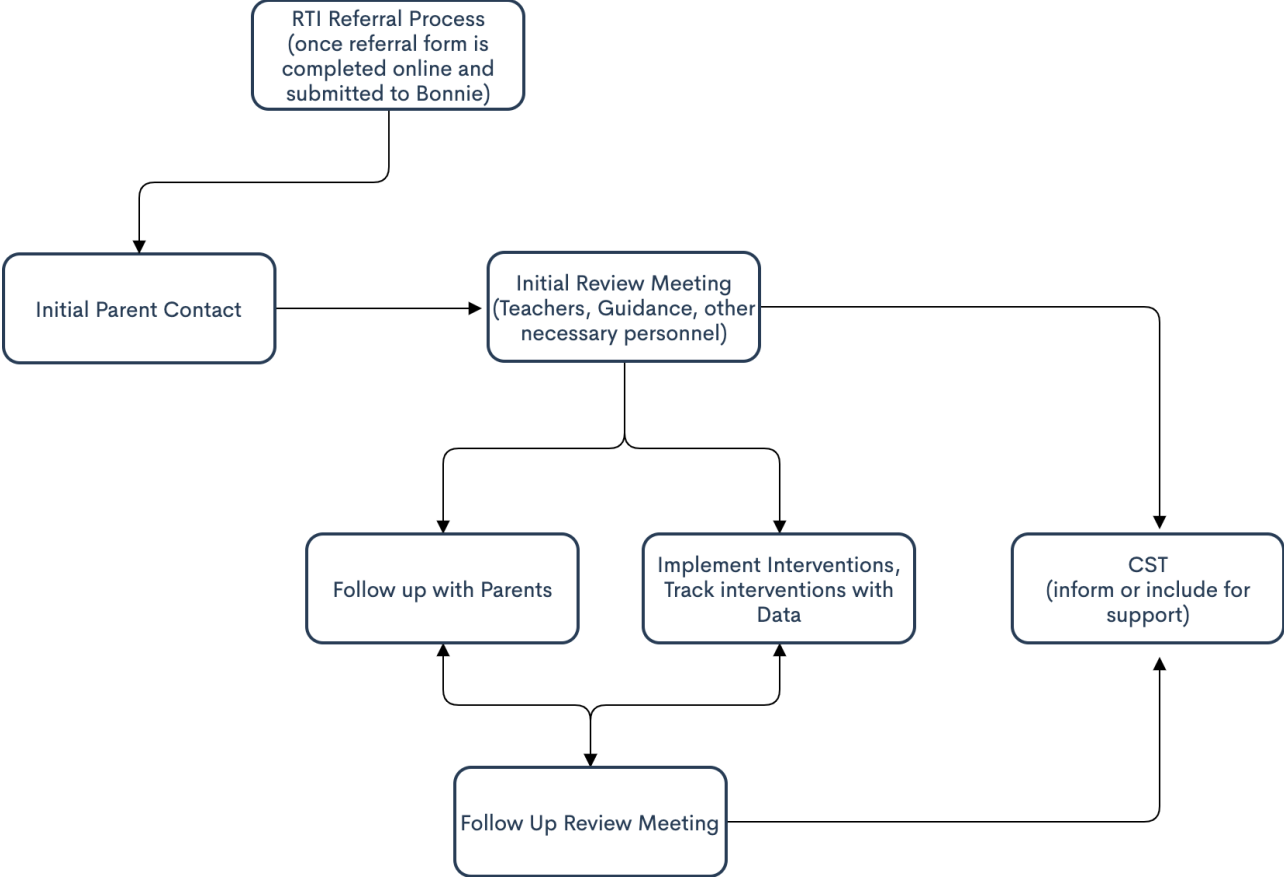 RTI Referral Process
(once referral form is
completed online and
submitted to Bonnie)
Initial Parent Contact
Initial Review Meeting
(Teachers, Guidance, other
necessary personnel)
Follow up with Parents
Implement Interventions,
Track interventions with
Data
CST
(inform or include for
support)
Follow Up Review Meeting